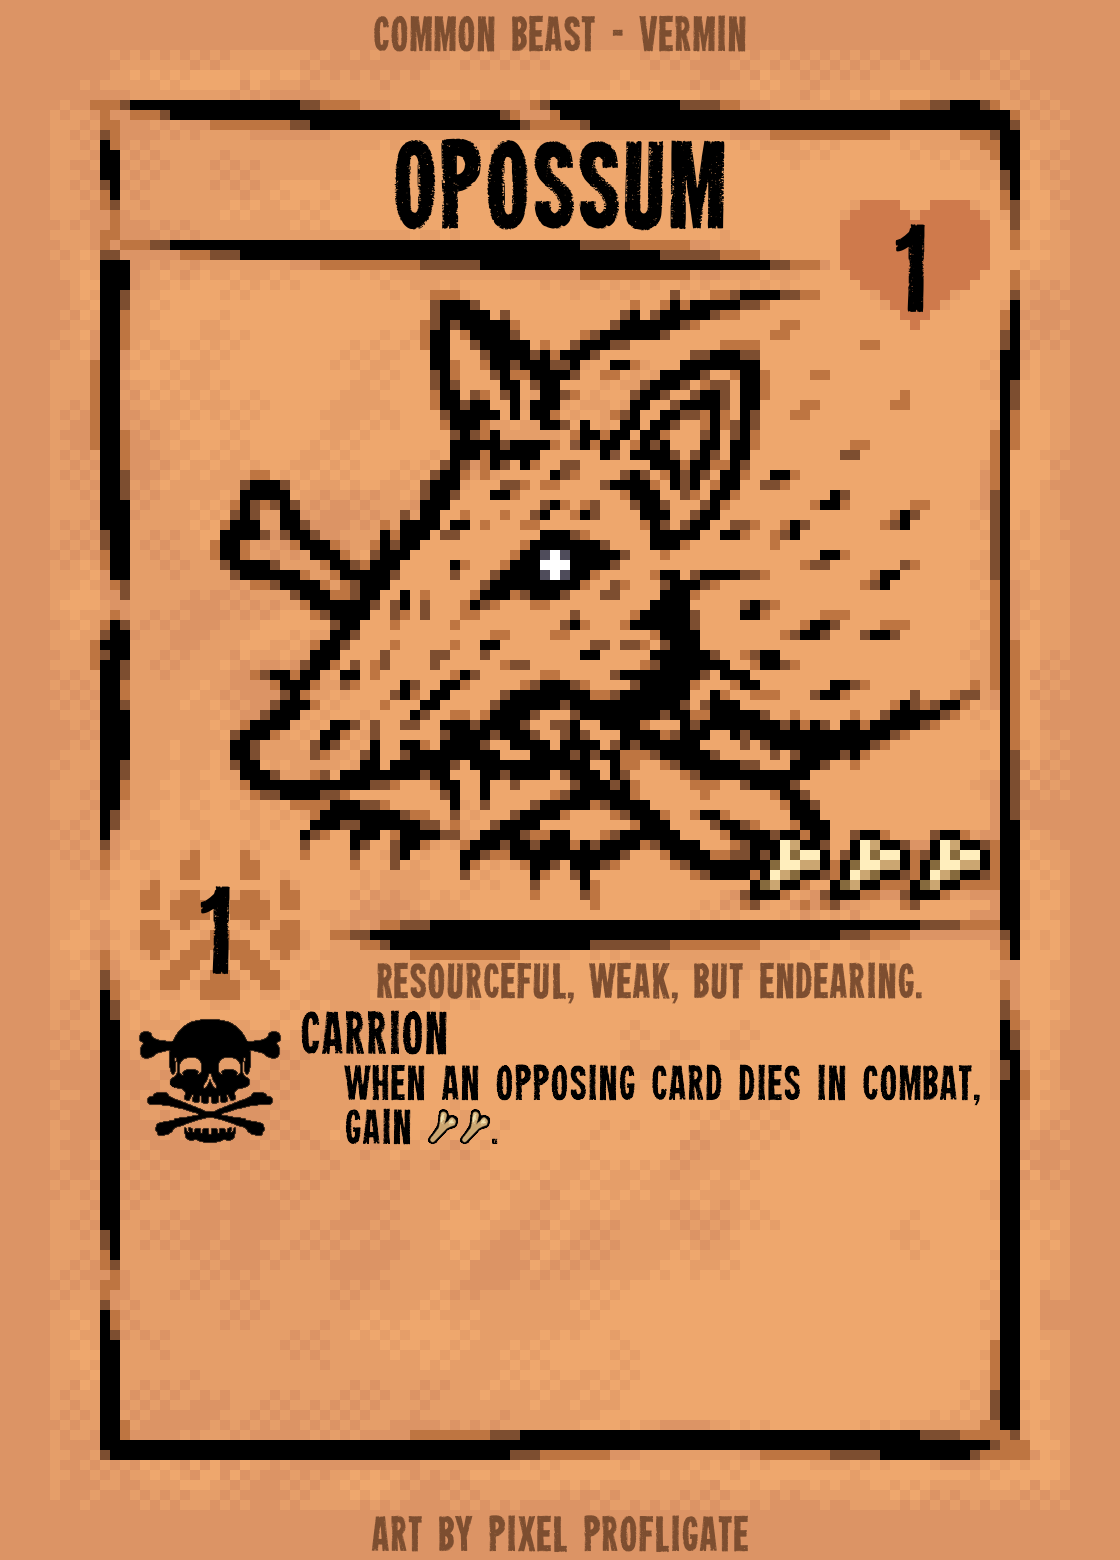 COMMON BEAST - VERMIN
OPOSSUM
1
1
RESOURCEFUL, WEAK, BUT ENDEARING.
CARRION
WHEN AN OPPOSING CARD DIES IN COMBAT,
GAIN .
ART BY PIXEL PROFLIGATE